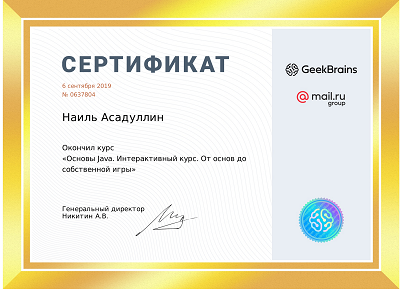 СЕРТИФИКАТ
6 сентября 2019
№ 0637804
Наиль Асадуллин
Окончил курс
«Основы Java. Интерактивный курс. От основ до
собственной игры»
Генеральный директор
Никитин А.В.
GeekBrains
@mail.ru
group